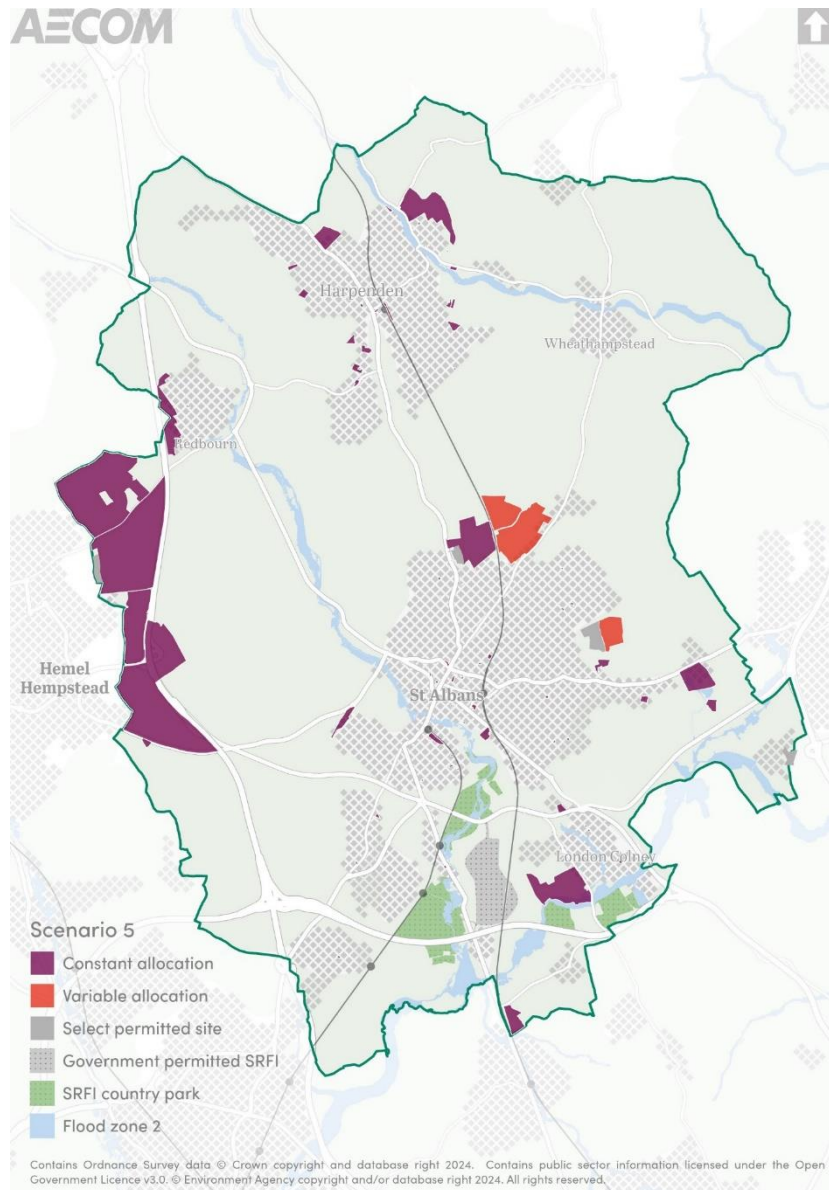 AECOM
Harpenden
Wheathampstead
Redbourn
Hemel
Hempstead
St Albans
London Colney
Scenario 5
Constant allocation
Variable allocation
Select permitted site
Government permitted SRFI
SRFI country park
Flood zone 2
Contains Ordnance Survey data © Crown copyright and database right 2024. Contains public sector information licensed under the Open
Government Licence v3.0. © Environment Agency copyright and/or database right 2024. All rights reserved.